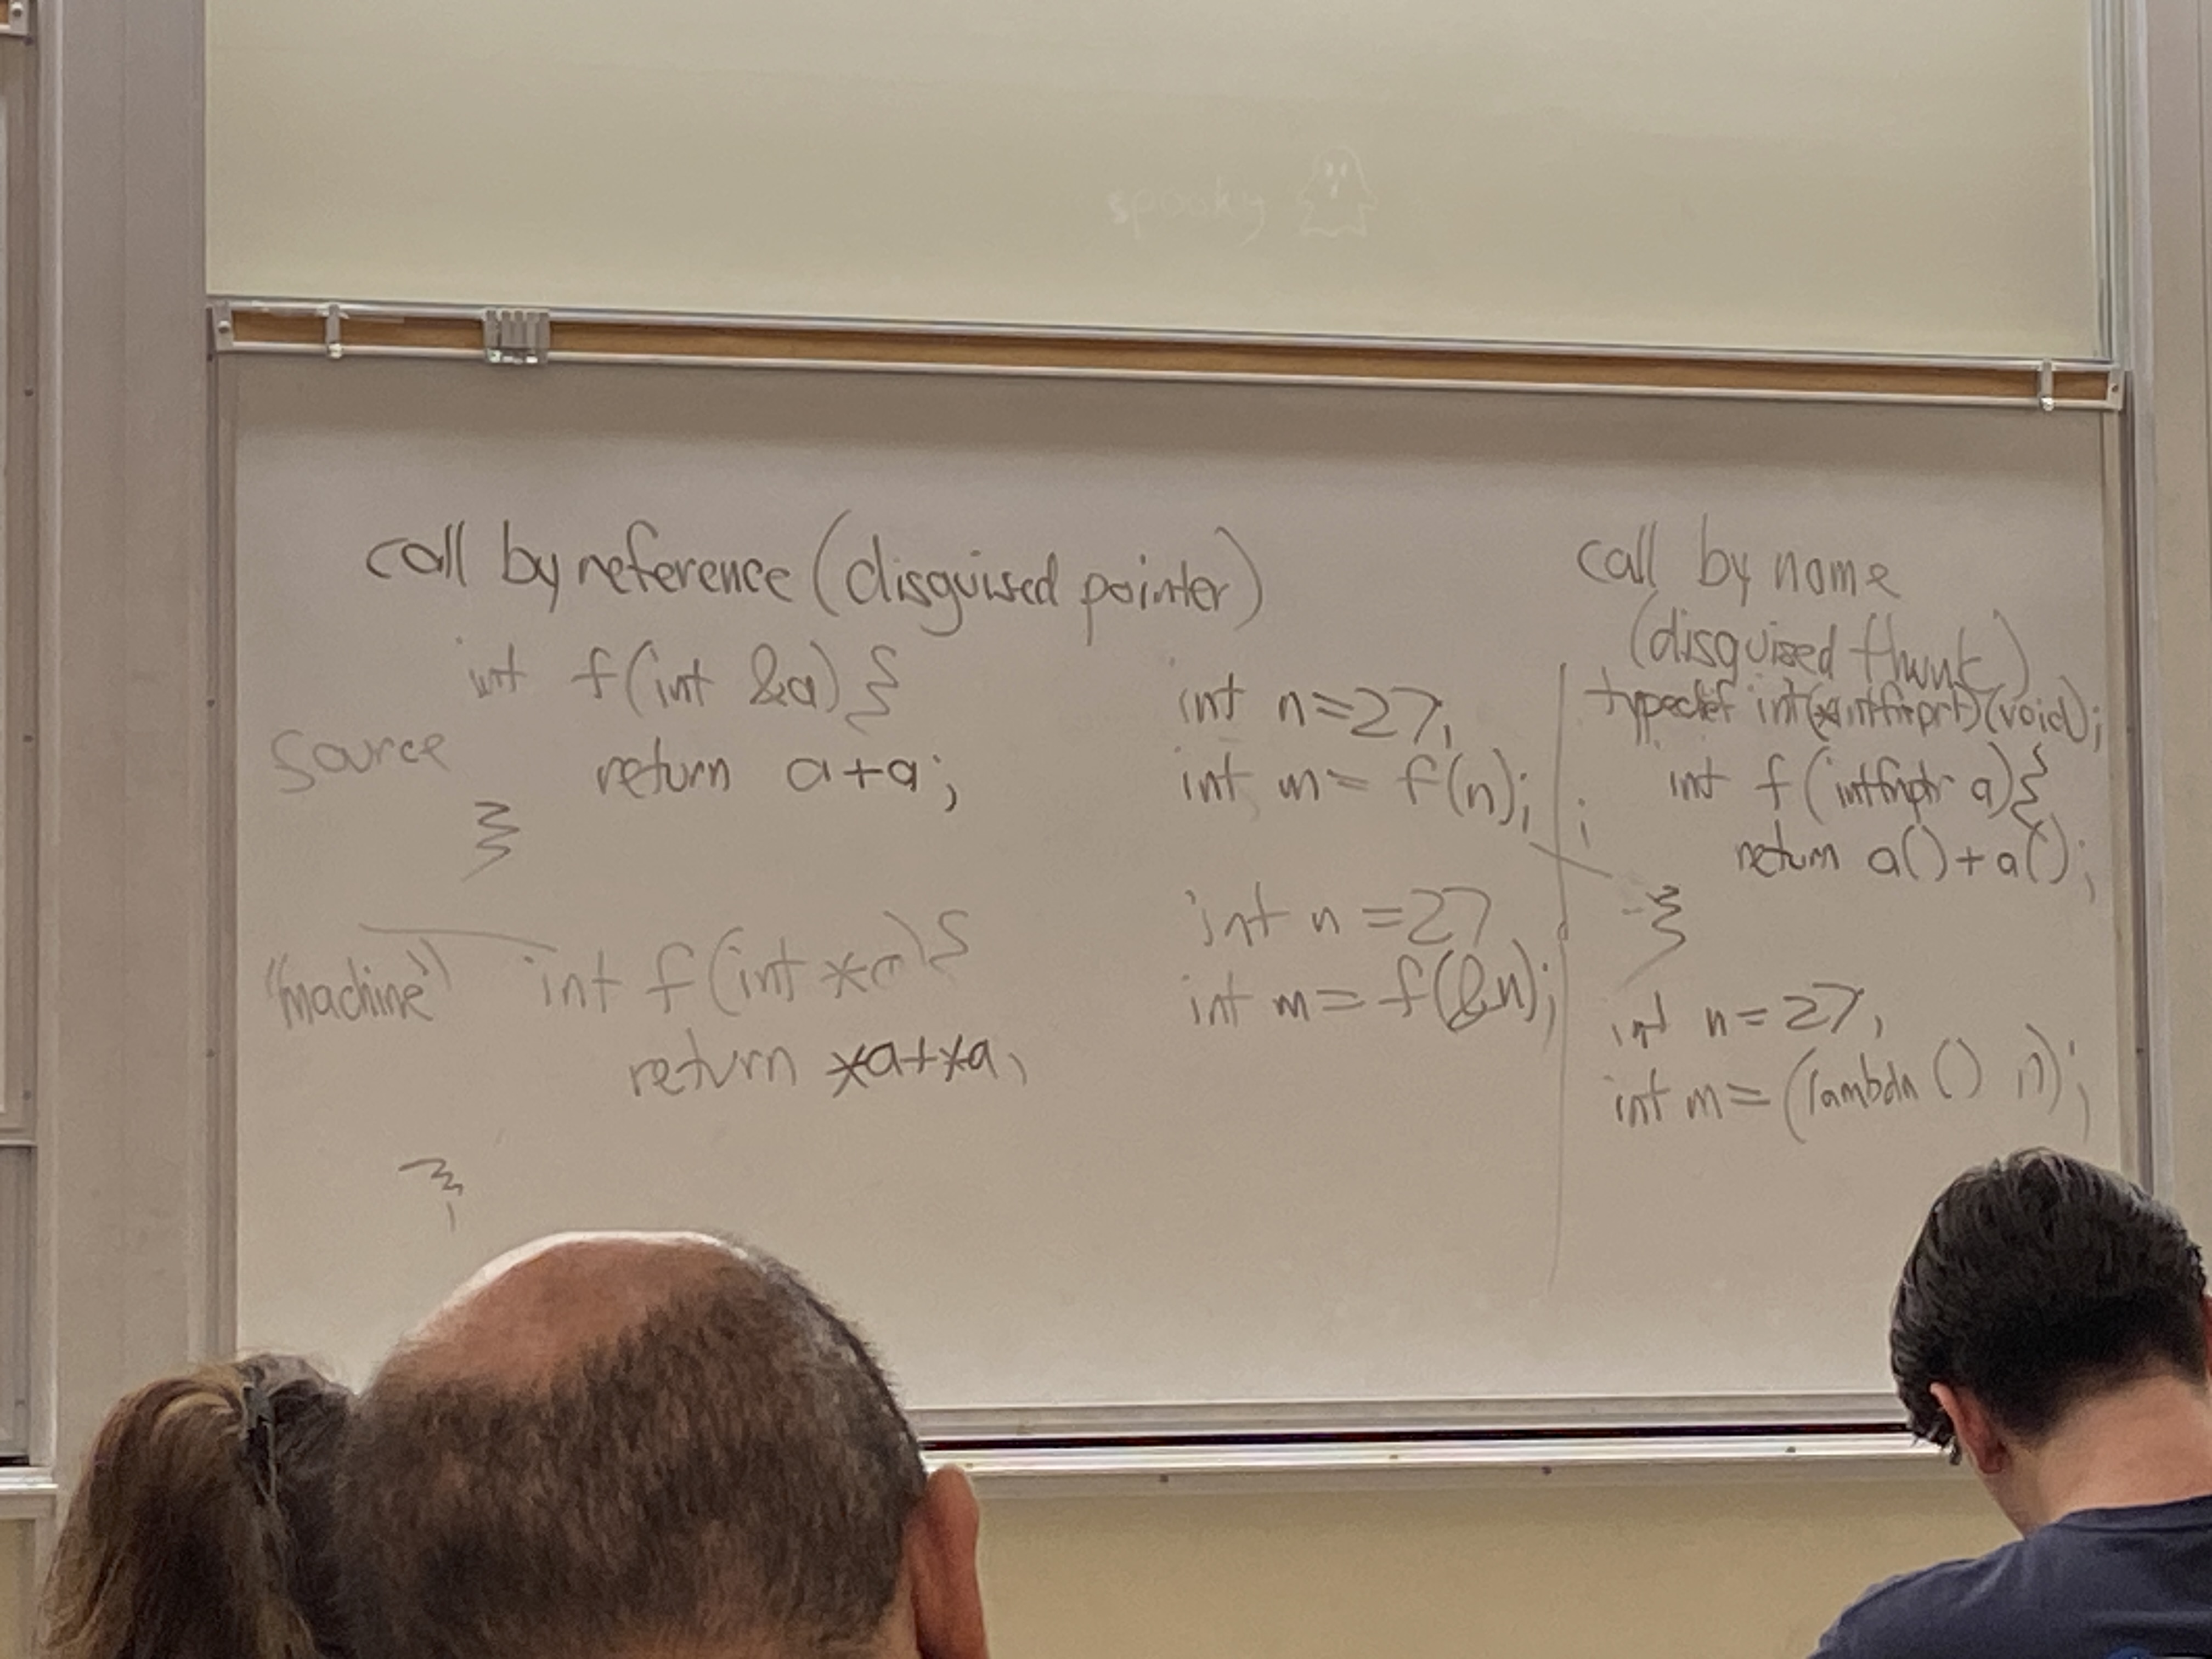 spooky
call by reference (disguised pointer)
int f(int &a) {
Source
return a+a;
}
int n=27;
int m= f(n);
"machine" int f(int *a) {
return *a+*a;
}
int n=27
int m= f(&n);
call by name
(disguised thunk)
typedef int(*intfnptr)(void);
int f(intfnptr a){
return a()+a();
}
int n=27;
int m=(lambda () n);